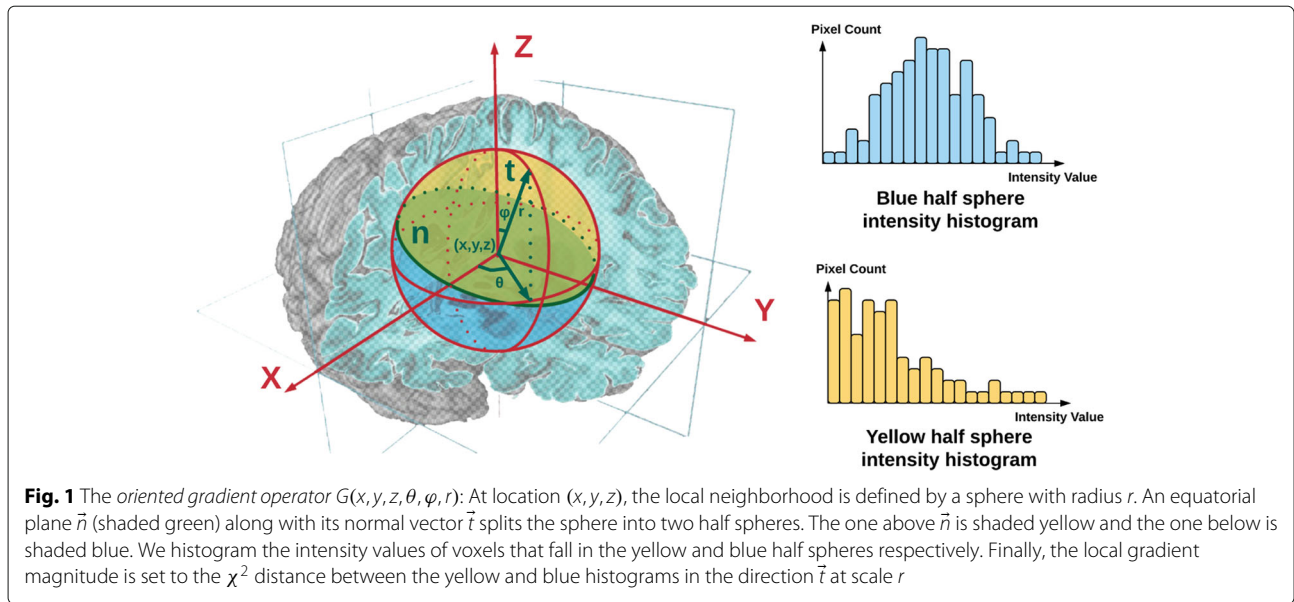 Z
t
φ
r
n
(x,y,z)
θ
Y
X
Pixel Count
Intensity Value
Blue half sphere
intensity histogram
Pixel Count
Intensity Value
Yellow half sphere
intensity histogram
Fig. 1 The oriented gradient operator G(x, y, z, θ, φ, r): At location (x, y, z), the local neighborhood is defined by a sphere with radius r. An equatorial
plane n⃗ (shaded green) along with its normal vector t⃗ splits the sphere into two half spheres. The one above n⃗ is shaded yellow and the one below is
shaded blue. We histogram the intensity values of voxels that fall in the yellow and blue half spheres respectively. Finally, the local gradient
magnitude is set to the χ² distance between the yellow and blue histograms in the direction t⃗ at scale r